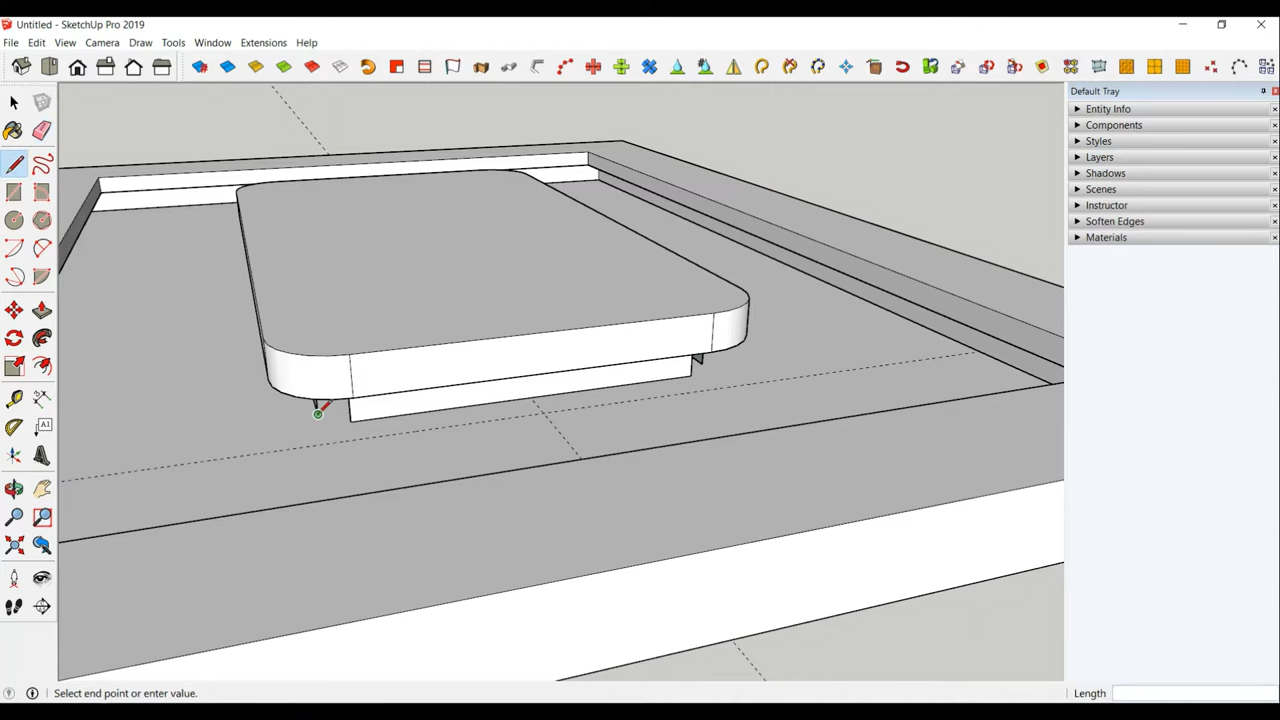 Untitled - SketchUp Pro 2019
File Edit View Camera Draw Tools Window Extensions Help
Default Tray
Entity Info
Components
Styles
Layers
Shadows
Scenes
Instructor
Soften Edges
Materials
A1
Select end point or enter value.
Length